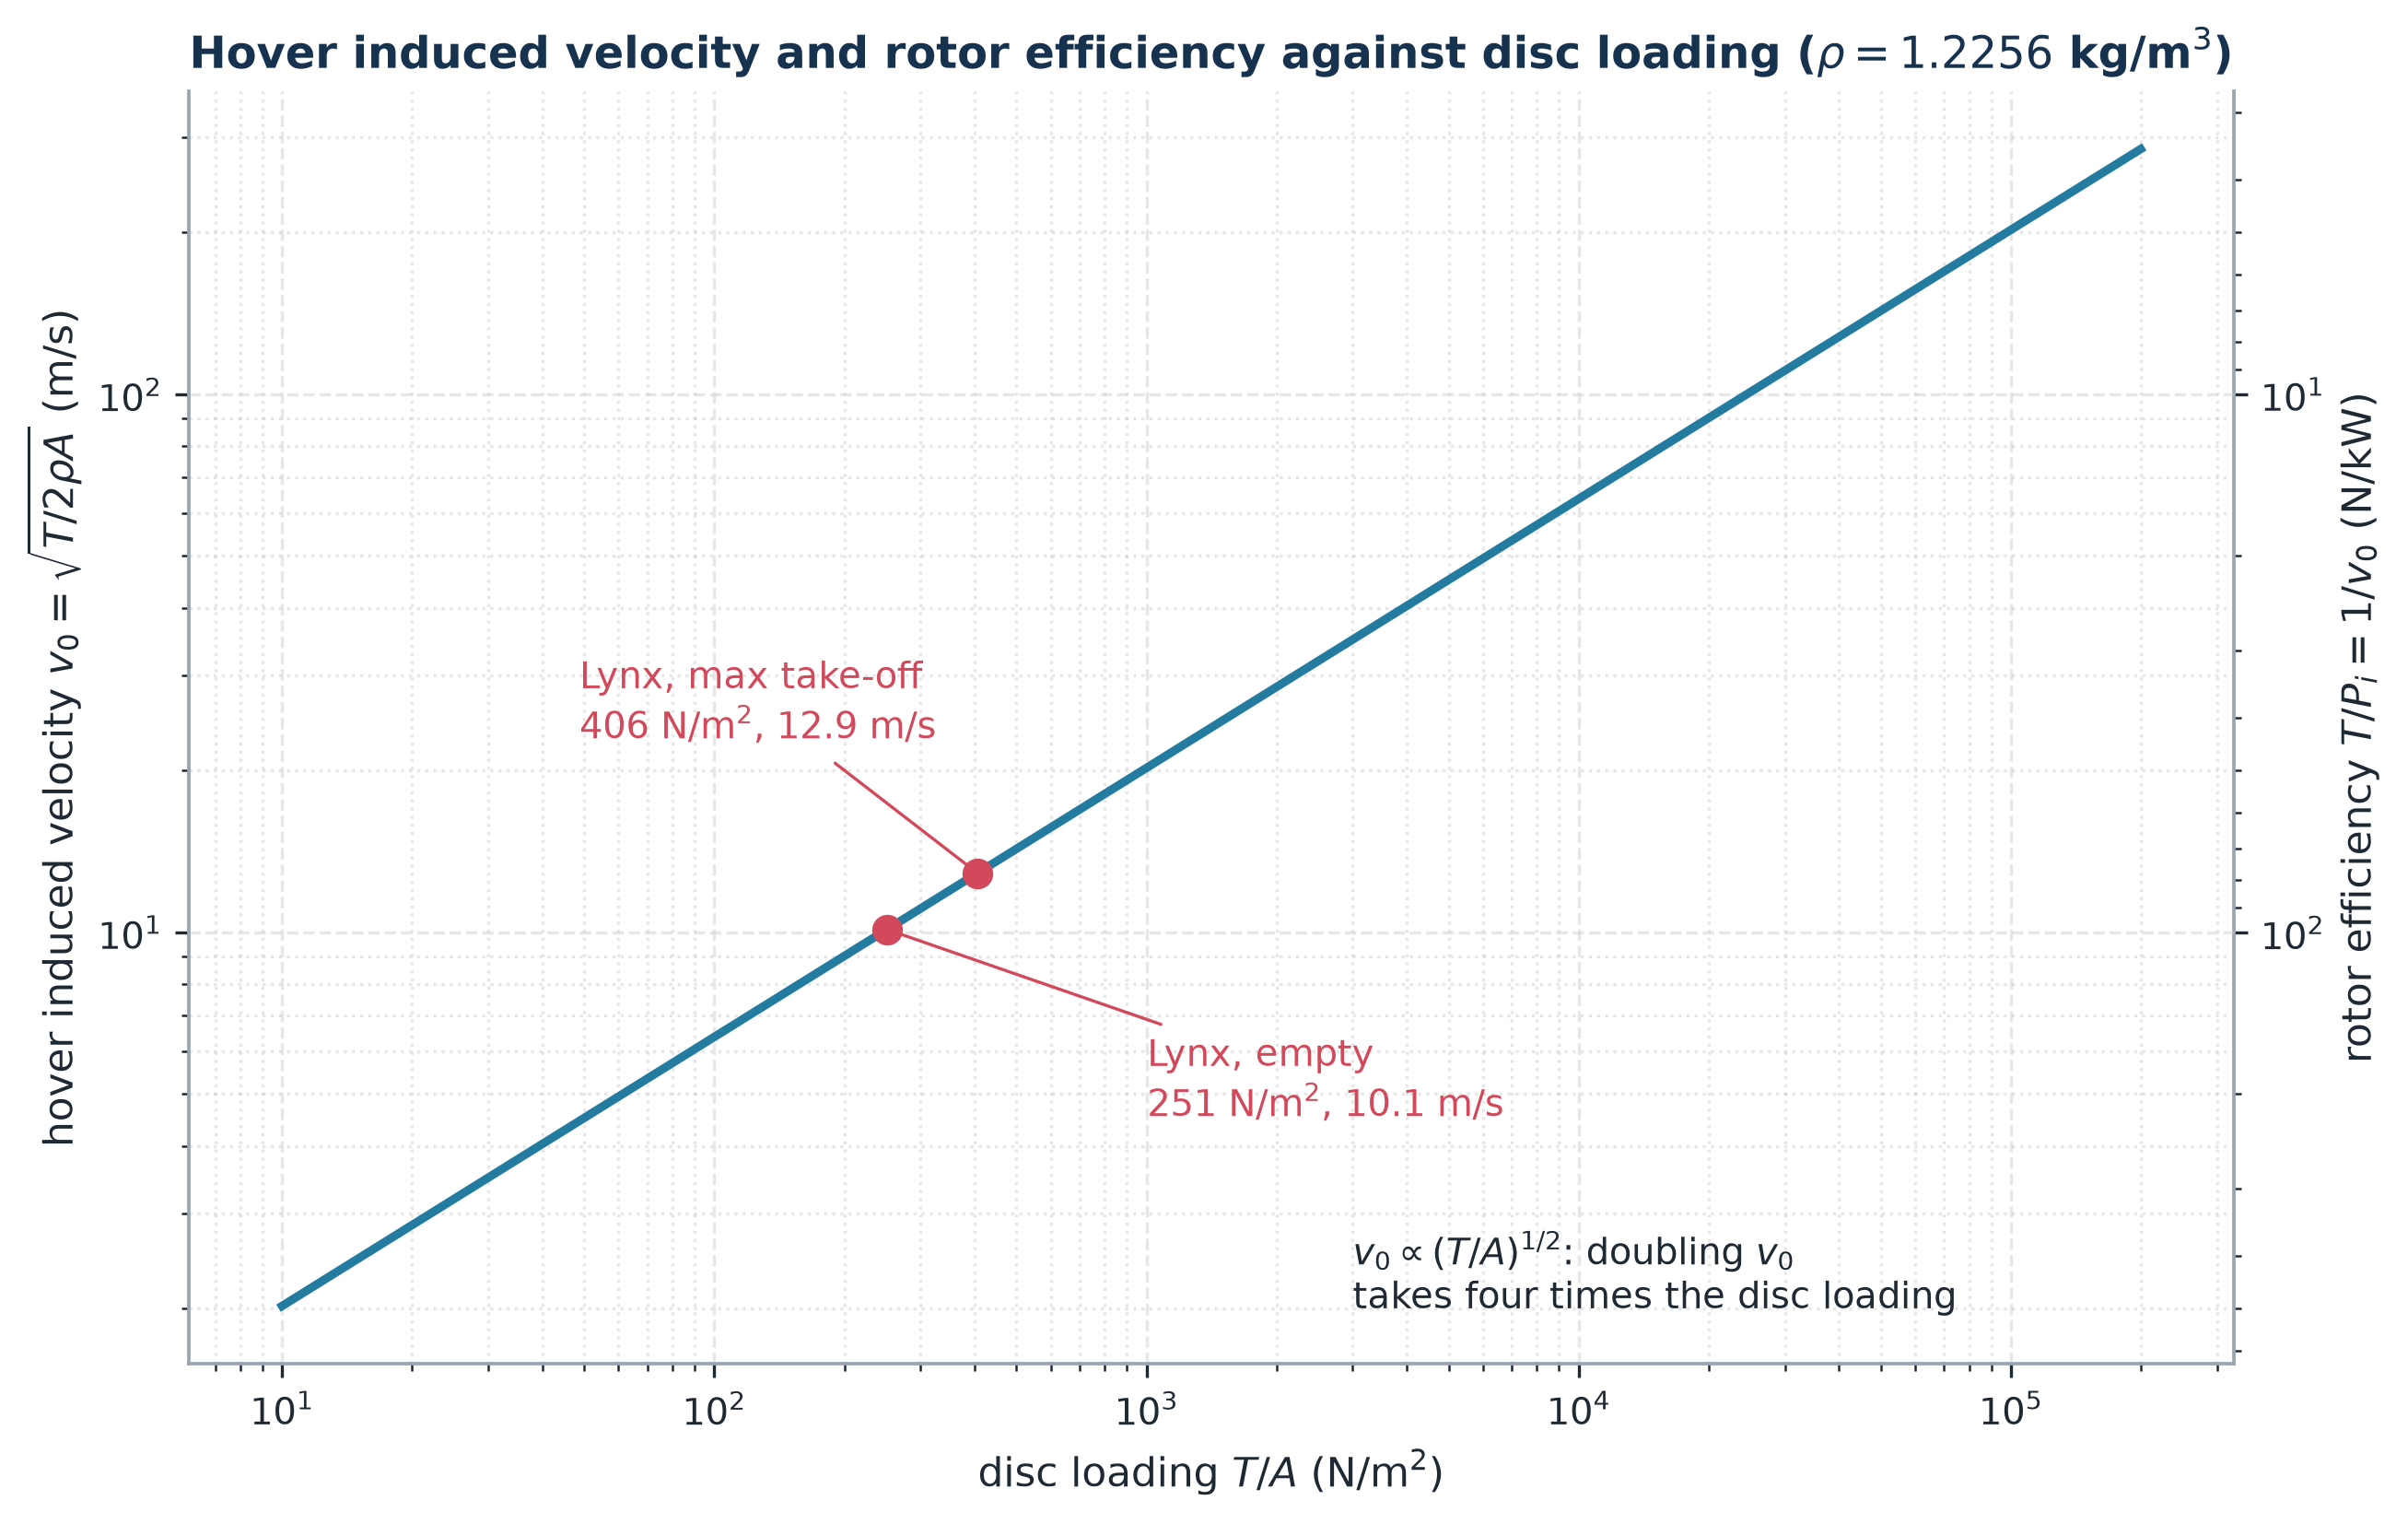 Hover induced velocity and rotor efficiency against disc loading (ρ = 1.2256 kg/m³)
hover induced velocity v₀ = √T/2ρA (m/s)
10²
10¹
Lynx, max take-off
406 N/m², 12.9 m/s
Lynx, empty
251 N/m², 10.1 m/s
v₀ ∝ (T/A)¹ᐟ²: doubling v₀
takes four times the disc loading
10¹
10²
rotor efficiency T/Pᵢ = 1/v₀ (N/kW)
10¹ 10² 10³ 10⁴ 10⁵
disc loading T/A (N/m²)